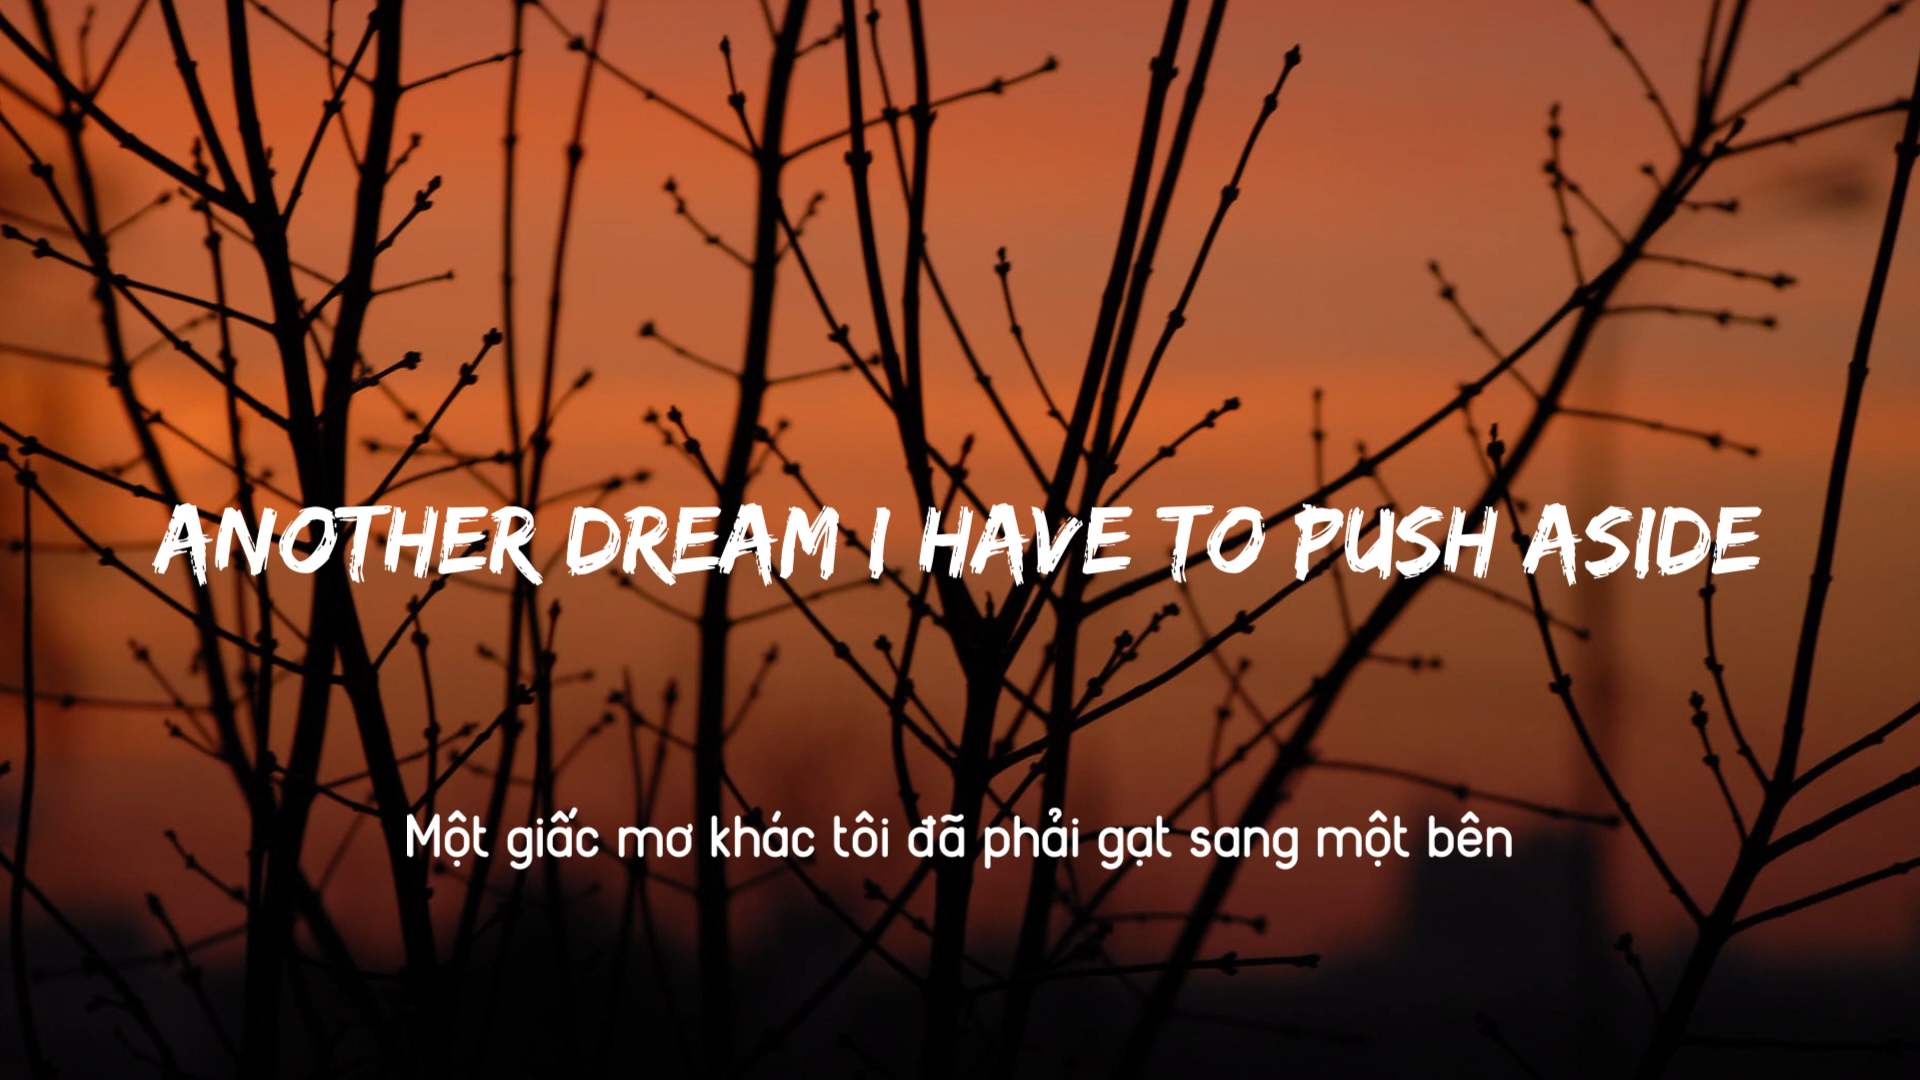 ANOTHER DREAM I HAVE TO PUSH ASIDE
Một giấc mơ khác tôi đã phải gạt sang một bên